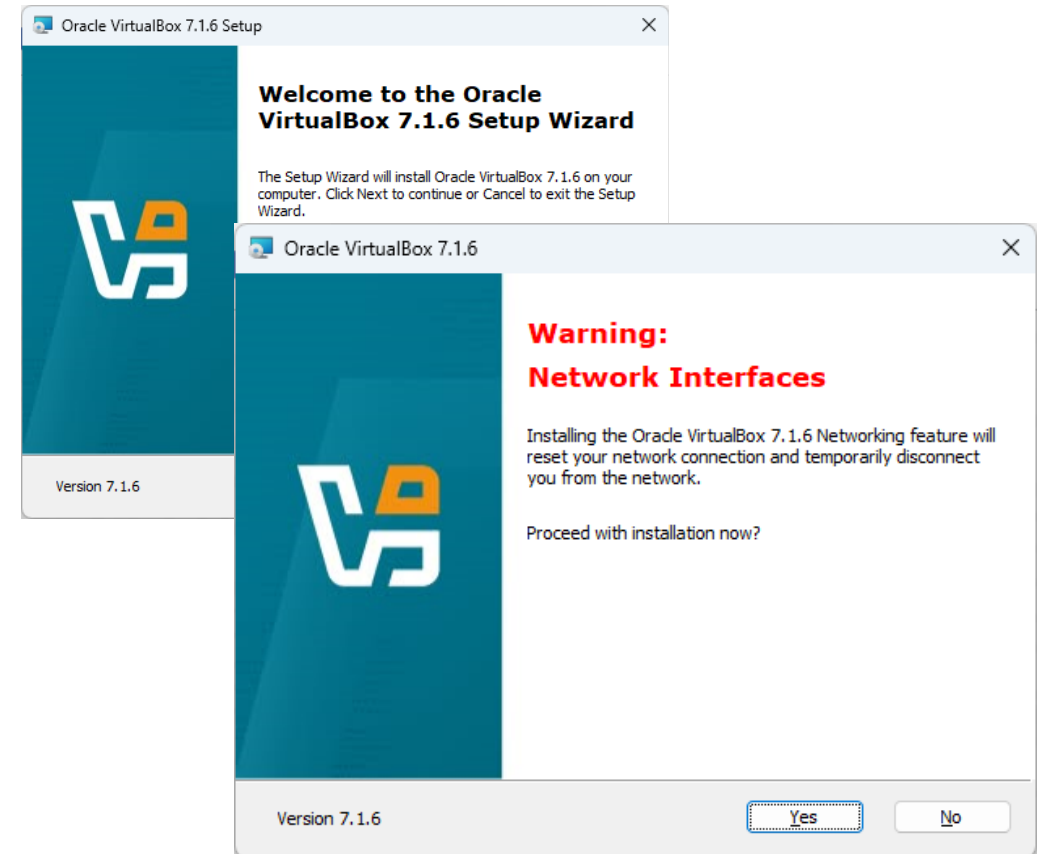 Oracle VirtualBox 7.1.6 Setup
Welcome to the Oracle
VirtualBox 7.1.6 Setup Wizard
The Setup Wizard will install Oracle VirtualBox 7.1.6 on your
computer. Click Next to continue or Cancel to exit the Setup
Wizard.
Version 7.1.6
Oracle VirtualBox 7.1.6
Warning:
Network Interfaces
Installing the Oracle VirtualBox 7.1.6 Networking feature will
reset your network connection and temporarily disconnect
you from the network.
Proceed with installation now?
Version 7.1.6
Yes
No